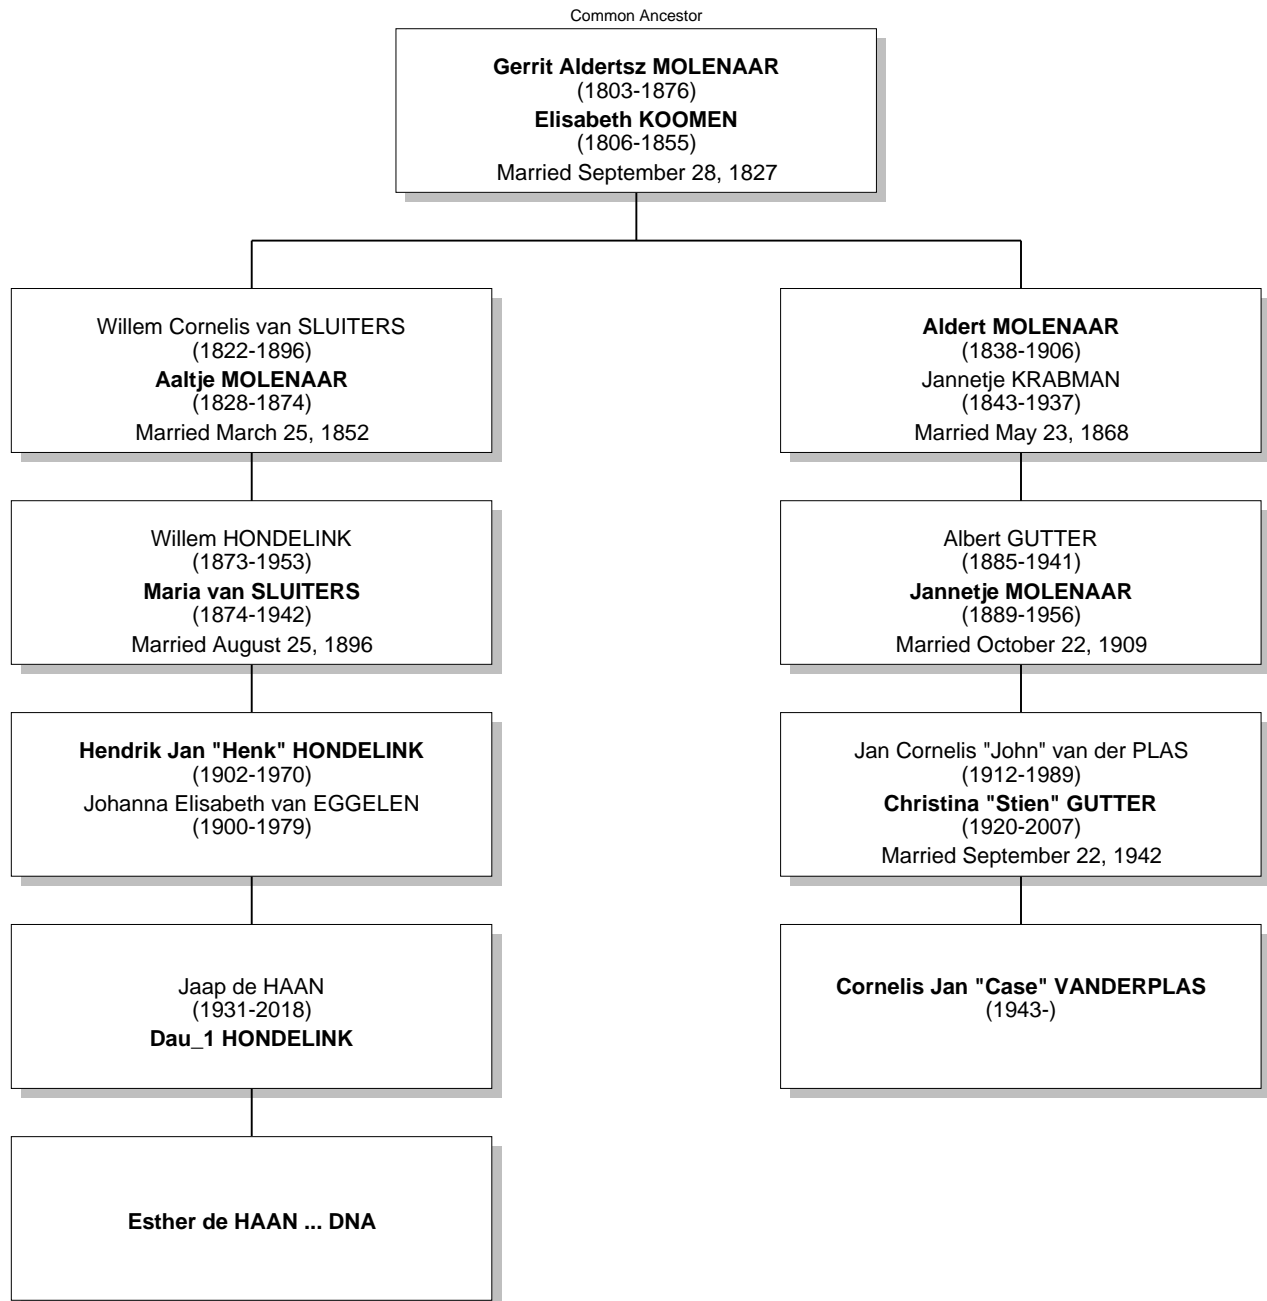 Common Ancestor
Gerrit Aldertsz MOLENAAR
(1803-1876)
Elisabeth KOOMEN
(1806-1855)
Married September 28, 1827
Willem Cornelis van SLUITERS
(1822-1896)
Aaltje MOLENAAR
(1828-1874)
Married March 25, 1852
Aldert MOLENAAR
(1838-1906)
Jannetje KRABMAN
(1843-1937)
Married May 23, 1868
Willem HONDELINK
(1873-1953)
Maria van SLUITERS
(1874-1942)
Married August 25, 1896
Albert GUTTER
(1885-1941)
Jannetje MOLENAAR
(1889-1956)
Married October 22, 1909
Hendrik Jan "Henk" HONDELINK
(1902-1970)
Johanna Elisabeth van EGGELEN
(1900-1979)
Jan Cornelis "John" van der PLAS
(1912-1989)
Christina "Stien" GUTTER
(1920-2007)
Married September 22, 1942
Jaap de HAAN
(1931-2018)
Dau_1 HONDELINK
Cornelis Jan "Case" VANDERPLAS
(1943-)
Esther de HAAN ... DNA